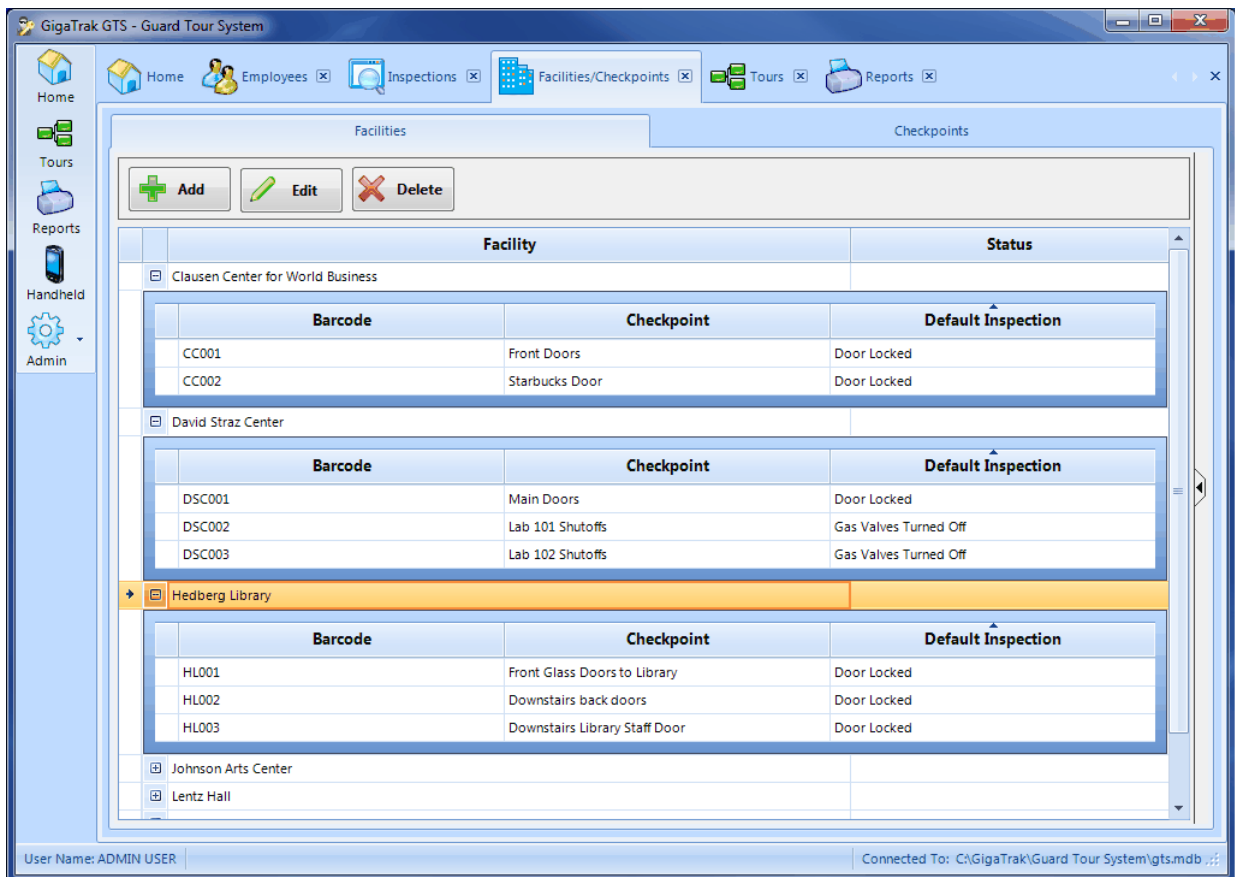 GigaTrak GTS - Guard Tour System
Home
Tours
Reports
Handheld
Admin
Home Employees Inspections Facilities/Checkpoints Tours Reports
Facilities Checkpoints
Add Edit Delete
Facility Status
Clausen Center for World Business
Barcode Checkpoint Default Inspection
CC001 Front Doors Door Locked
CC002 Starbucks Door Door Locked
David Straz Center
Barcode Checkpoint Default Inspection
DSC001 Main Doors Door Locked
DSC002 Lab 101 Shutoffs Gas Valves Turned Off
DSC003 Lab 102 Shutoffs Gas Valves Turned Off
Hedberg Library
Barcode Checkpoint Default Inspection
HL001 Front Glass Doors to Library Door Locked
HL002 Downstairs back doors Door Locked
HL003 Downstairs Library Staff Door Door Locked
Johnson Arts Center
Lentz Hall
User Name: ADMIN USER Connected To: C:\GigaTrak\Guard Tour System\gts.mdb